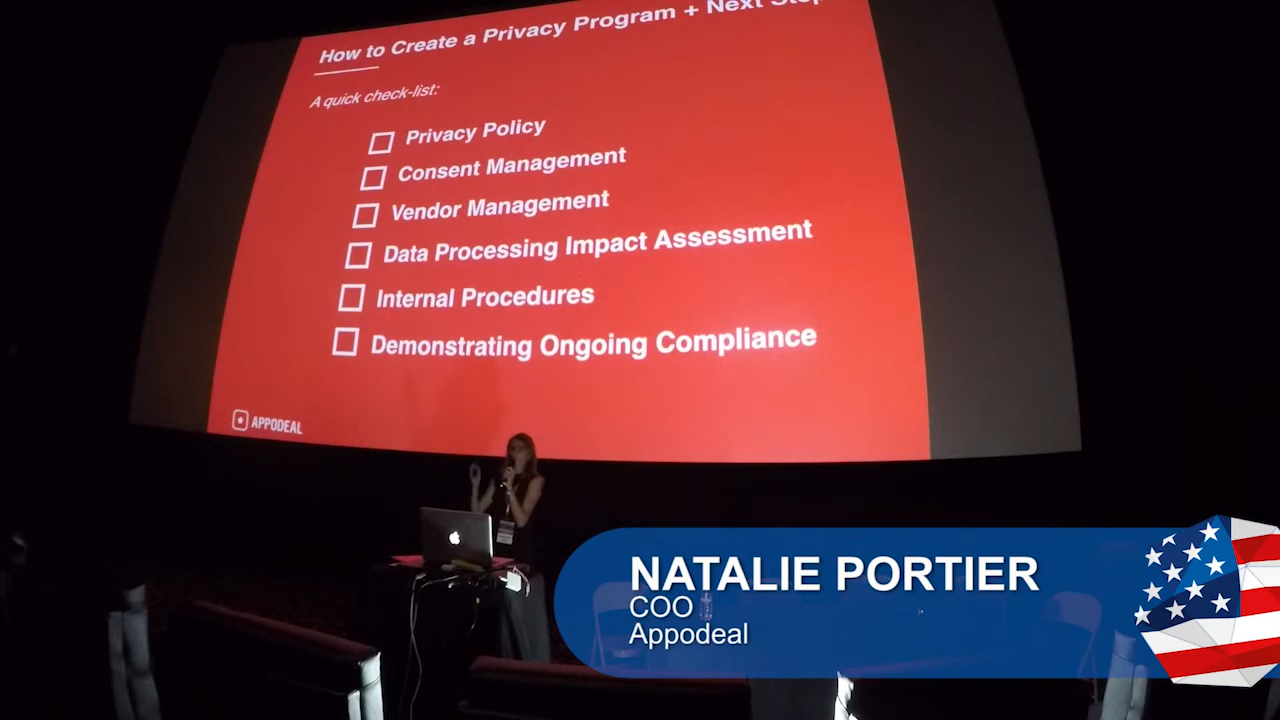 How to Create a Privacy Program + Next
A quick check-list:
Privacy Policy
Consent Management
Vendor Management
Data Processing Impact Assessment
Internal Procedures
Demonstrating Ongoing Compliance
APPODEAL
NATALIE PORTIER
COO
Appodeal